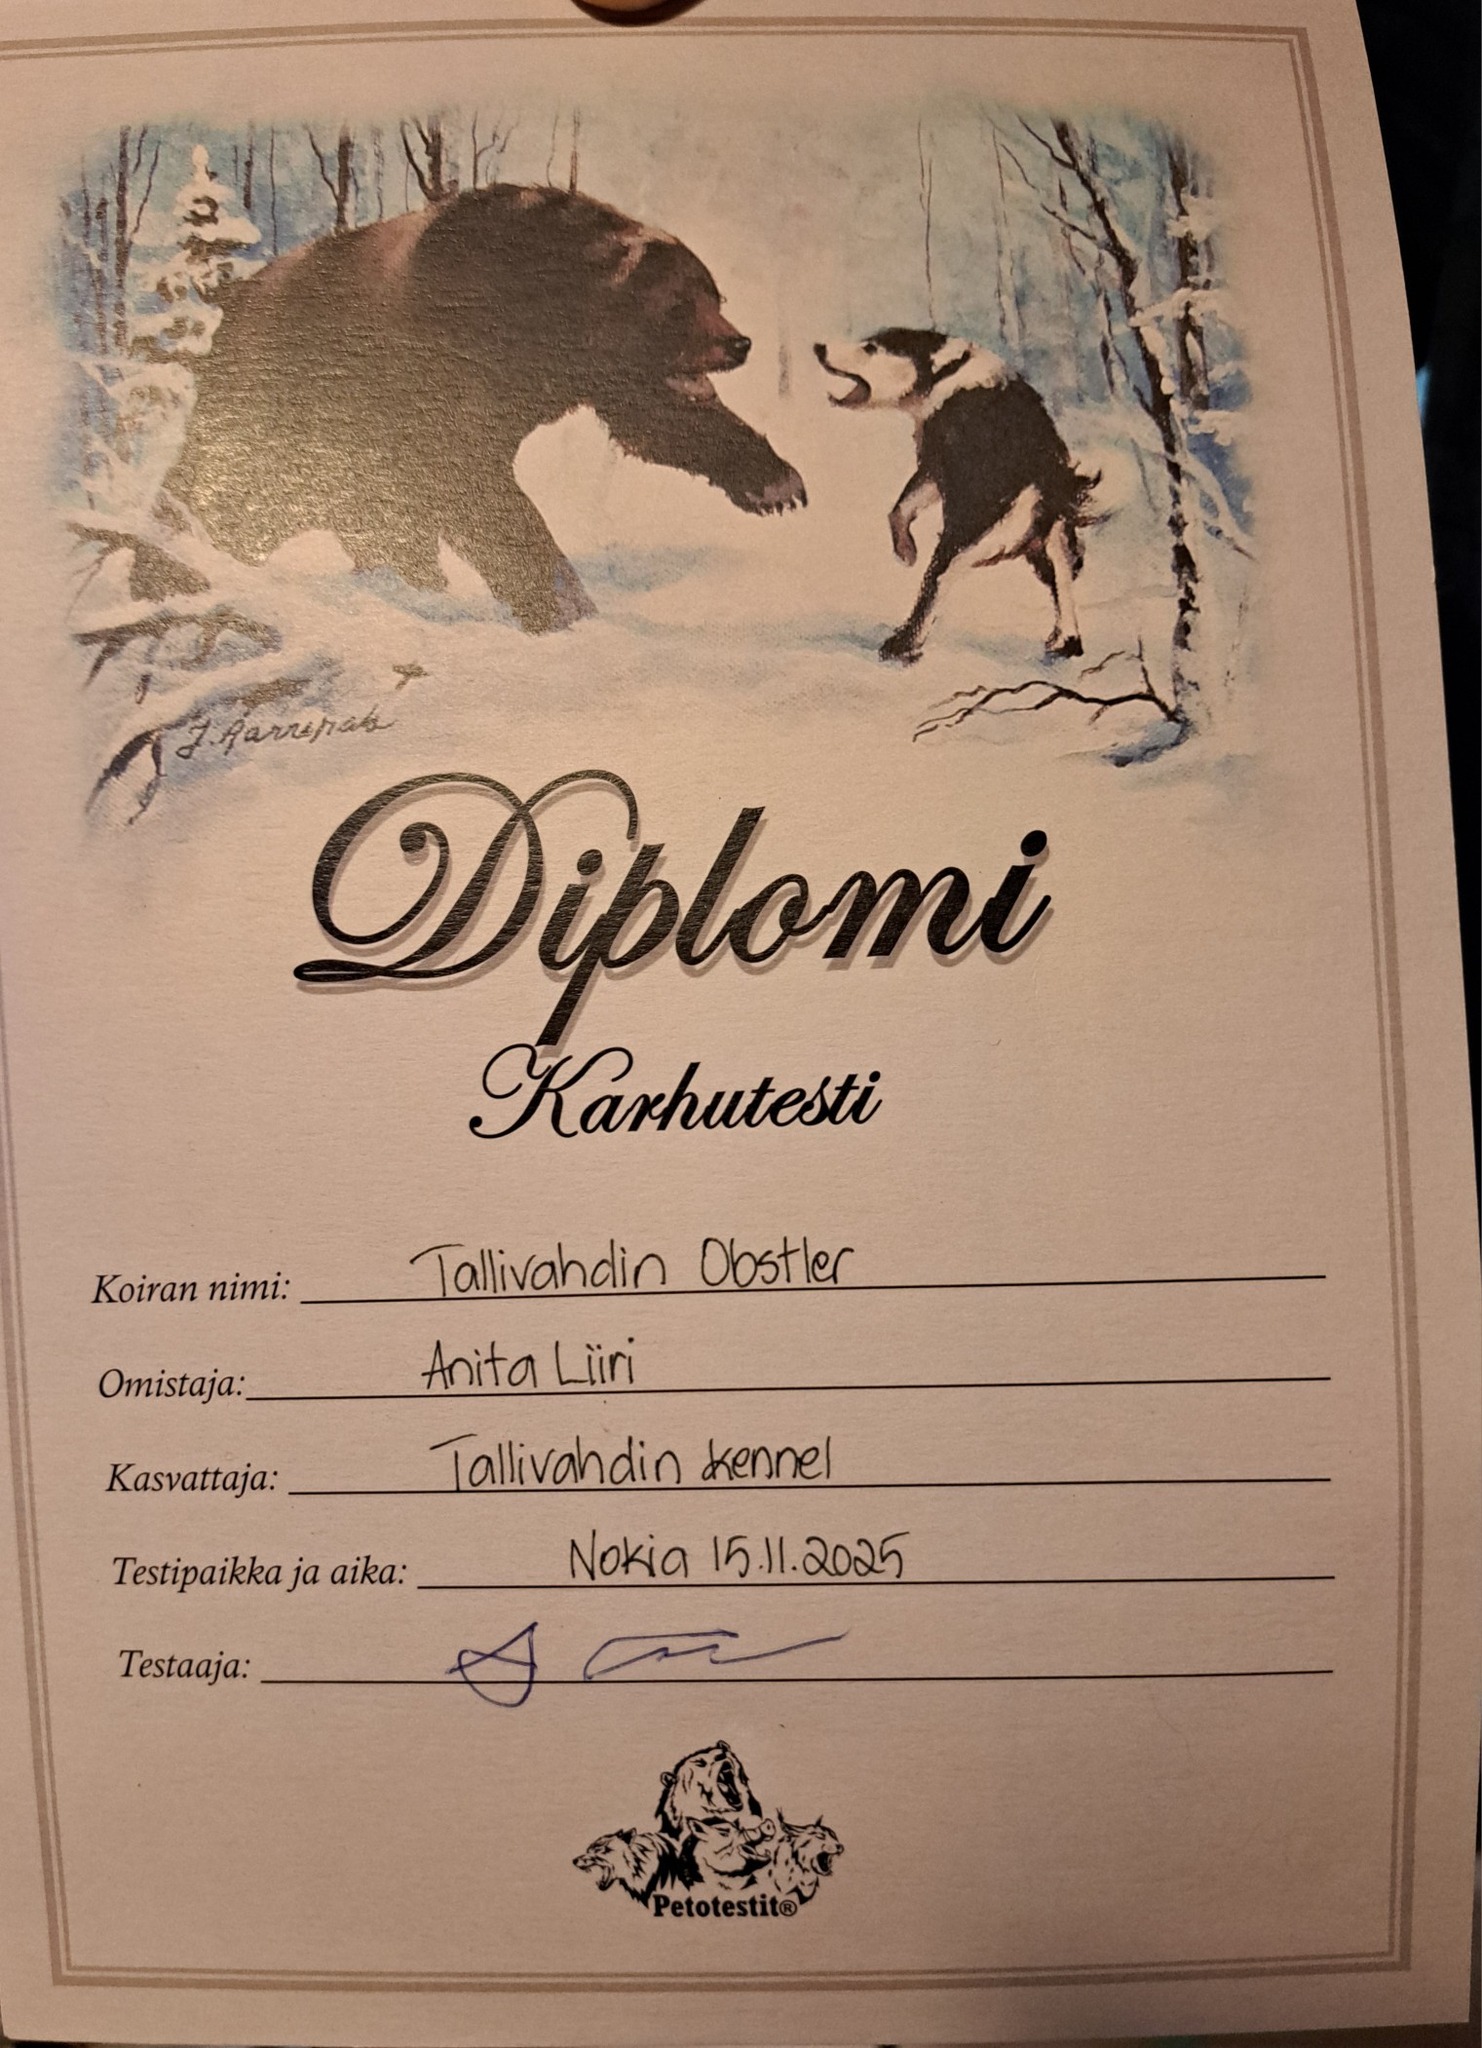 J. Aarrepato
Diplomi
Karhutesti
Koiran nimi: Tallivahdin Obstler
Omistaja: Anita Liiri
Kasvattaja: Tallivahdin kennel
Testipaikka ja aika: Nokia 15.11.2025
Testaaja:
Petotestit®